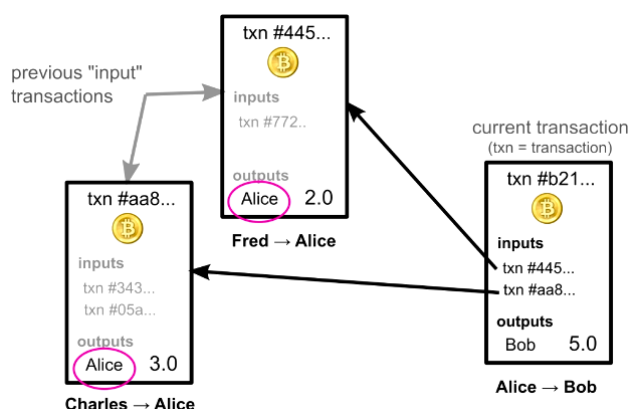 txn #445...
inputs
txn #772..
outputs
Alice 2.0
Fred → Alice
previous "input"
transactions
txn #aa8...
inputs
txn #343...
txn #05a...
outputs
Alice 3.0
Charles → Alice
current transaction
(txn = transaction)
txn #b21...
inputs
txn #445...
txn #aa8...
outputs
Bob 5.0
Alice → Bob